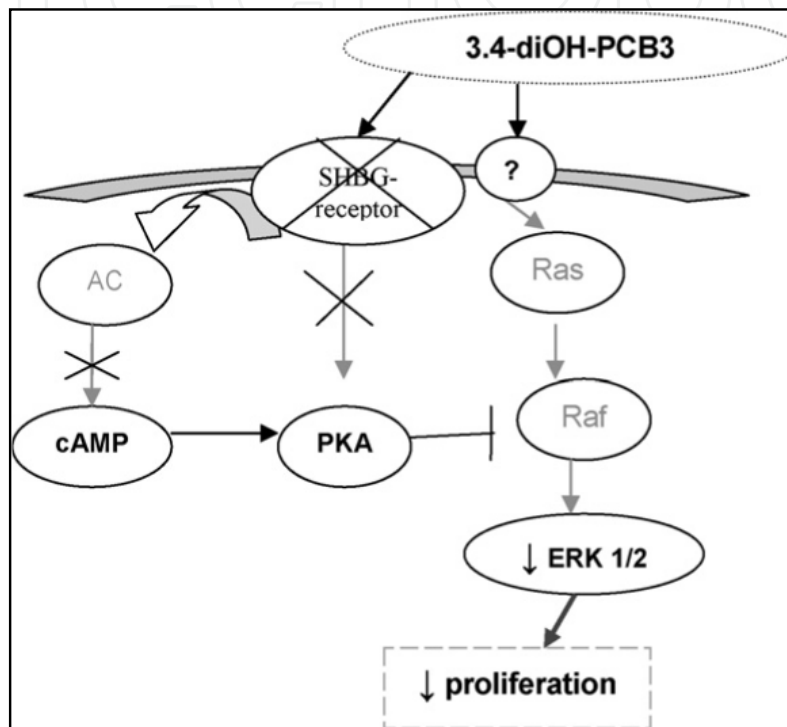 3.4-diOH-PCB3
SHBG-
receptor
?
AC
Ras
cAMP
PKA
Raf
↓ ERK 1/2
↓ proliferation